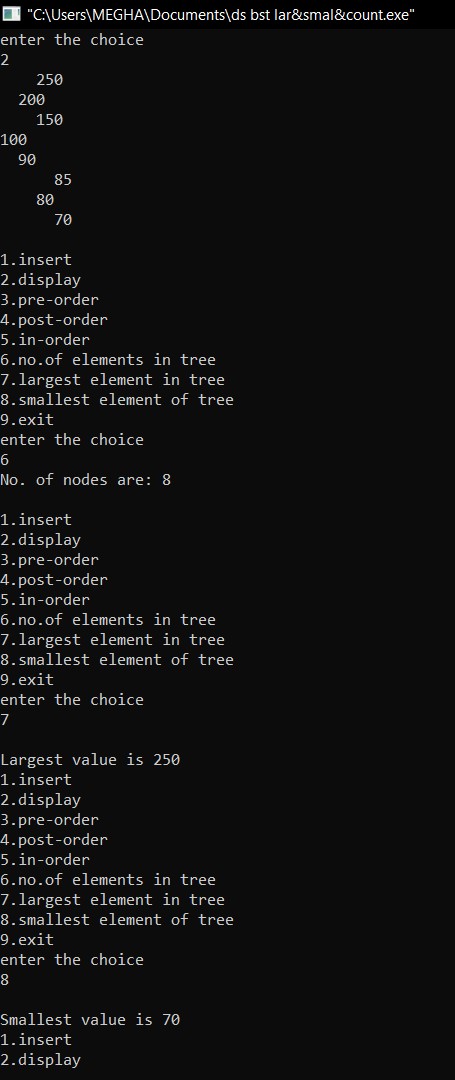 "C:\Users\MEGHA\Documents\ds bst lar&smal&count.exe"
enter the choice
2
    250
  200
    150
100
  90
      85
    80
      70

1.insert
2.display
3.pre-order
4.post-order
5.in-order
6.no.of elements in tree
7.largest element in tree
8.smallest element of tree
9.exit
enter the choice
6
No. of nodes are: 8

1.insert
2.display
3.pre-order
4.post-order
5.in-order
6.no.of elements in tree
7.largest element in tree
8.smallest element of tree
9.exit
enter the choice
7

Largest value is 250
1.insert
2.display
3.pre-order
4.post-order
5.in-order
6.no.of elements in tree
7.largest element in tree
8.smallest element of tree
9.exit
enter the choice
8

Smallest value is 70
1.insert
2.display